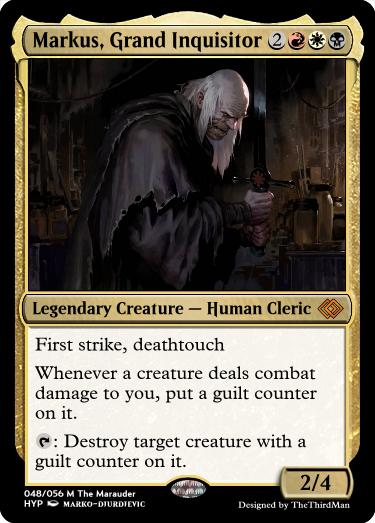 Markus, Grand Inquisitor 2
Legendary Creature — Human Cleric
First strike, deathtouch
Whenever a creature deals combat
damage to you, put a guilt counter
on it.
: Destroy target creature with a
guilt counter on it.
2/4
048/056 M The Marauder
HYP MARKO-DJURDJEVIC
Designed by TheThirdMan